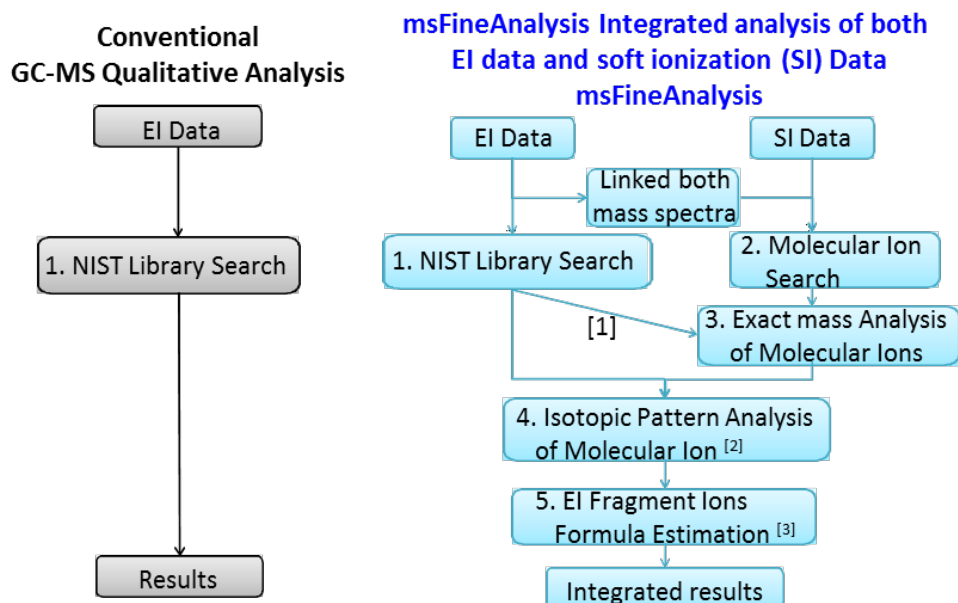 Conventional
GC-MS Qualitative Analysis
EI Data
1. NIST Library Search
Results
msFineAnalysis Integrated analysis of both
EI data and soft ionization (SI) Data
msFineAnalysis
EI Data
SI Data
Linked both
mass spectra
1. NIST Library Search
2. Molecular Ion
Search
[1]
3. Exact mass Analysis
of Molecular Ions
4. Isotopic Pattern Analysis
of Molecular Ion [2]
5. EI Fragment Ions
Formula Estimation [3]
Integrated results